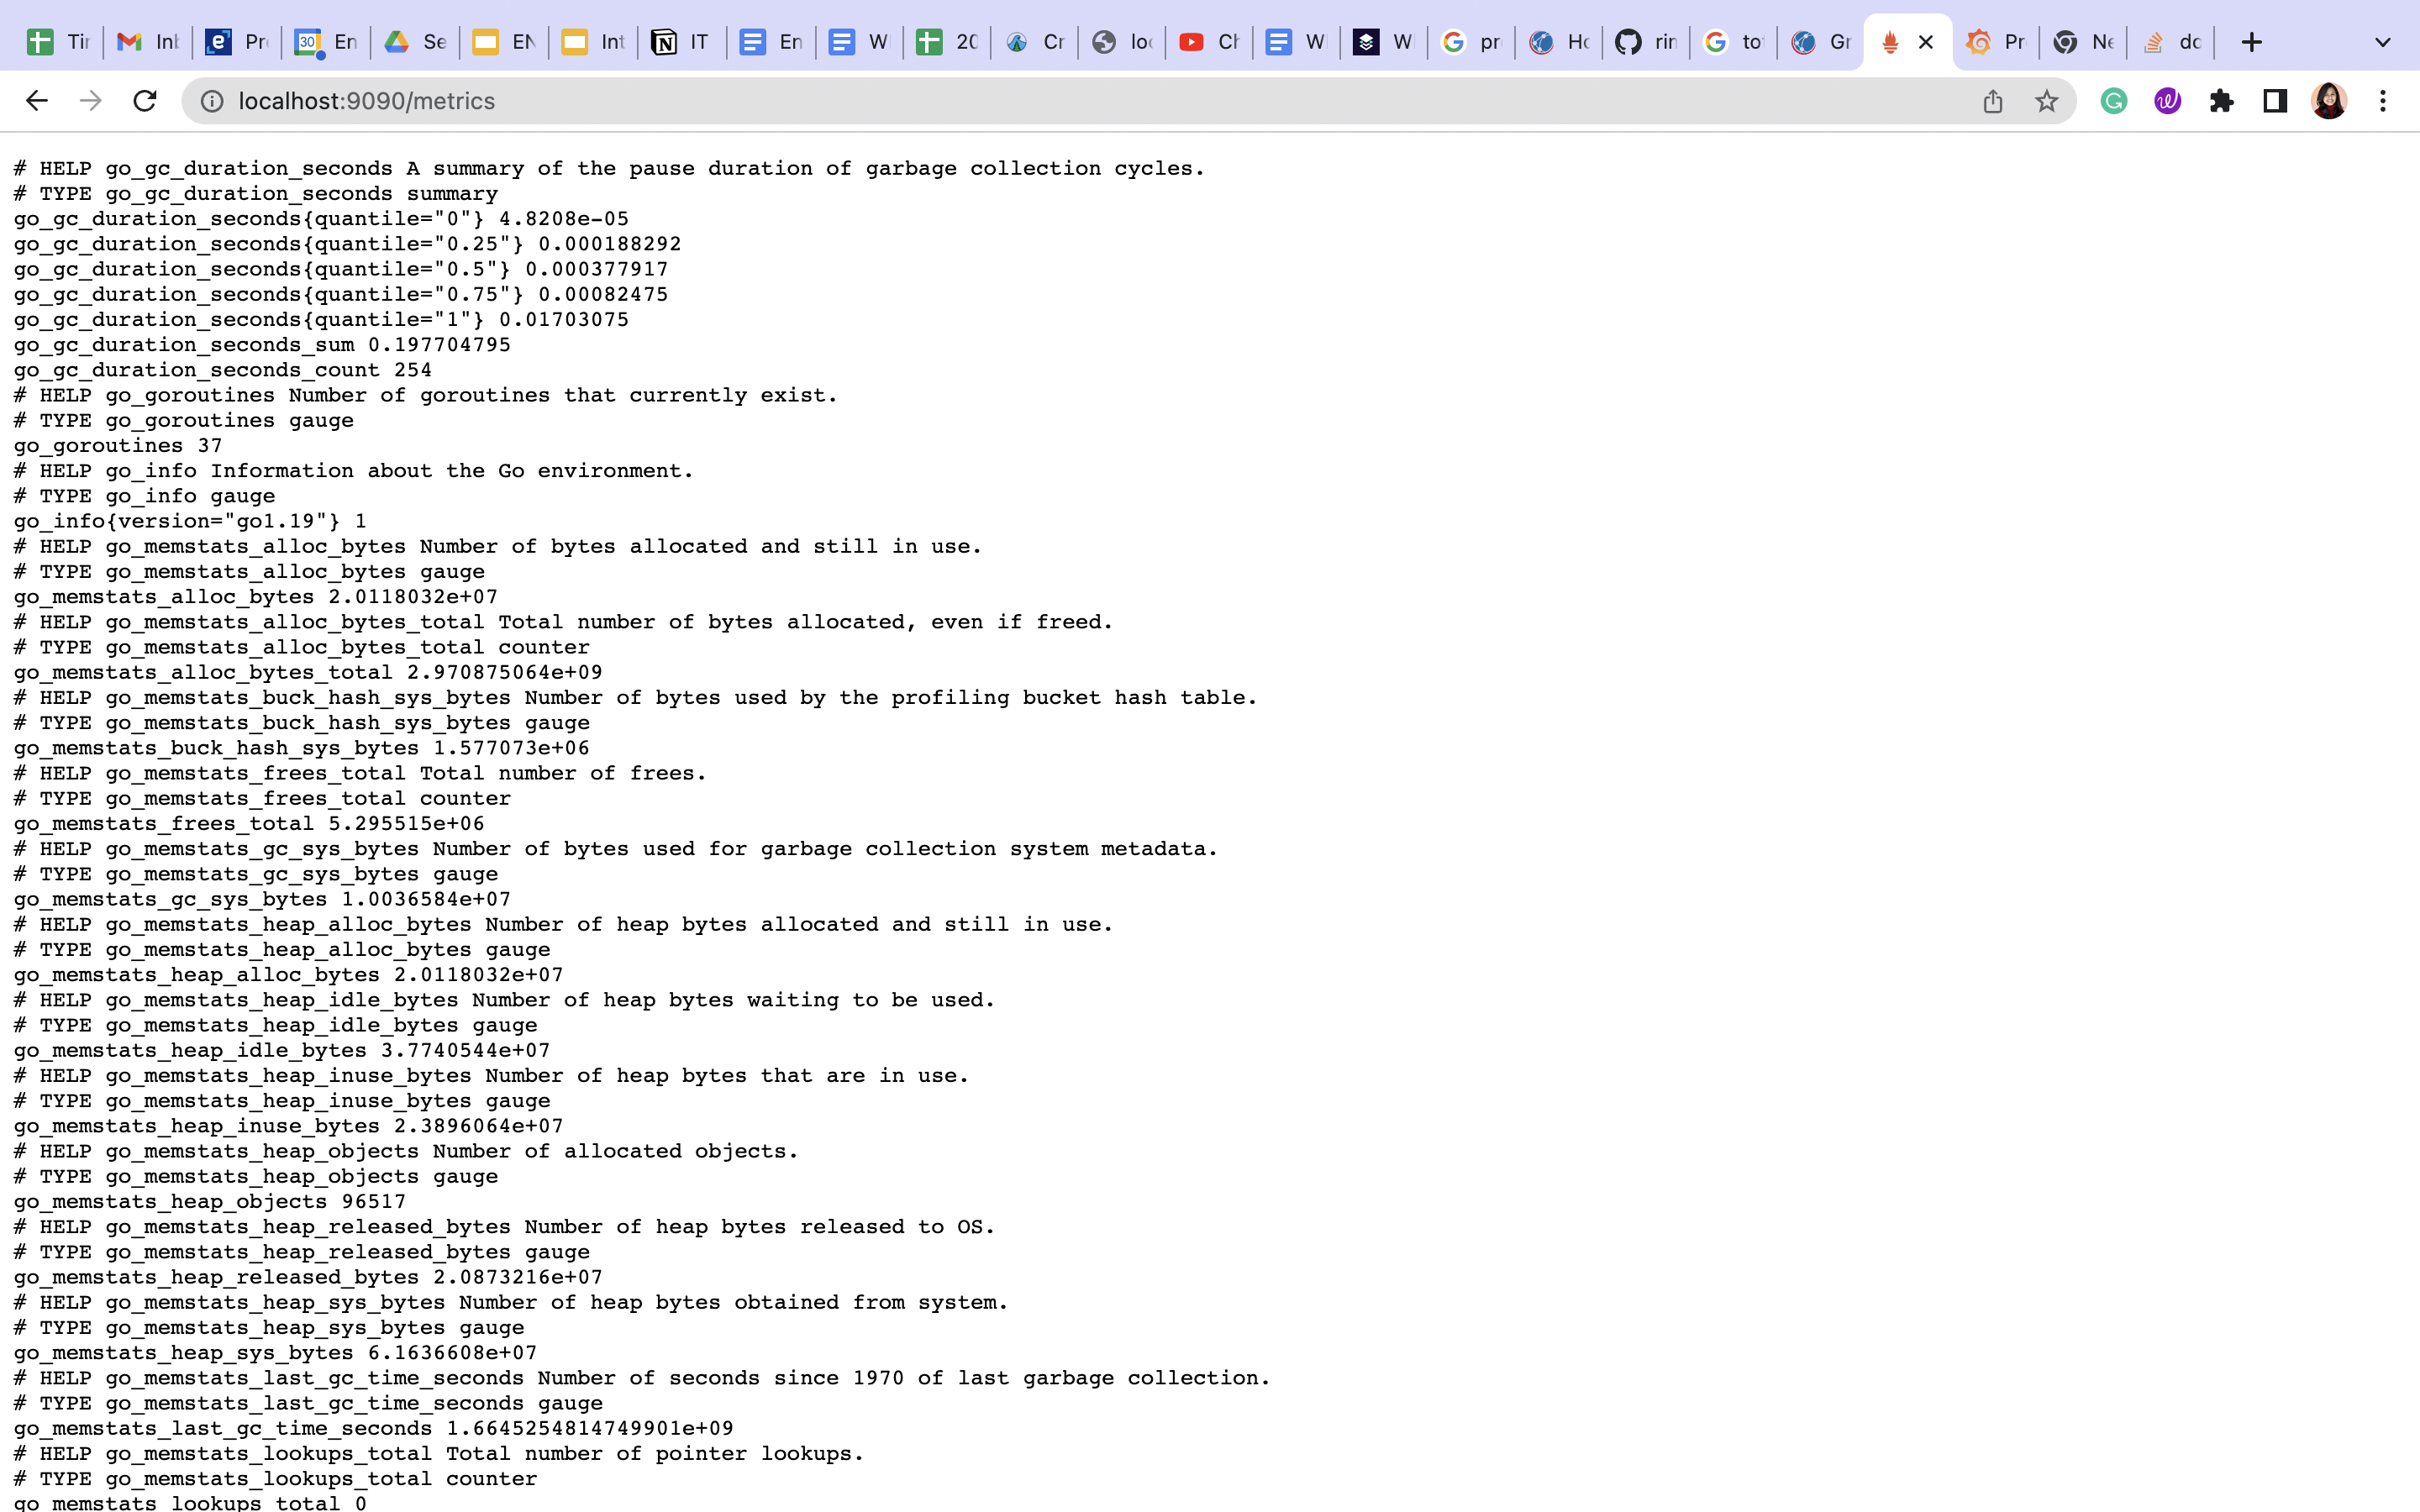 Tir
Inb
Pr
30
En
Se
EN
Int
IT
En
W
20
Cr
loc
Ch
W
W
pr
Ho
rin
to
Gr
Pr
Ne
do
localhost:9090/metrics
# HELP go_gc_duration_seconds A summary of the pause duration of garbage collection cycles.
# TYPE go_gc_duration_seconds summary
go_gc_duration_seconds{quantile="0"} 4.8208e-05
go_gc_duration_seconds{quantile="0.25"} 0.000188292
go_gc_duration_seconds{quantile="0.5"} 0.000377917
go_gc_duration_seconds{quantile="0.75"} 0.00082475
go_gc_duration_seconds{quantile="1"} 0.01703075
go_gc_duration_seconds_sum 0.197704795
go_gc_duration_seconds_count 254
# HELP go_goroutines Number of goroutines that currently exist.
# TYPE go_goroutines gauge
go_goroutines 37
# HELP go_info Information about the Go environment.
# TYPE go_info gauge
go_info{version="go1.19"} 1
# HELP go_memstats_alloc_bytes Number of bytes allocated and still in use.
# TYPE go_memstats_alloc_bytes gauge
go_memstats_alloc_bytes 2.0118032e+07
# HELP go_memstats_alloc_bytes_total Total number of bytes allocated, even if freed.
# TYPE go_memstats_alloc_bytes_total counter
go_memstats_alloc_bytes_total 2.970875064e+09
# HELP go_memstats_buck_hash_sys_bytes Number of bytes used by the profiling bucket hash table.
# TYPE go_memstats_buck_hash_sys_bytes gauge
go_memstats_buck_hash_sys_bytes 1.577073e+06
# HELP go_memstats_frees_total Total number of frees.
# TYPE go_memstats_frees_total counter
go_memstats_frees_total 5.295515e+06
# HELP go_memstats_gc_sys_bytes Number of bytes used for garbage collection system metadata.
# TYPE go_memstats_gc_sys_bytes gauge
go_memstats_gc_sys_bytes 1.0036584e+07
# HELP go_memstats_heap_alloc_bytes Number of heap bytes allocated and still in use.
# TYPE go_memstats_heap_alloc_bytes gauge
go_memstats_heap_alloc_bytes 2.0118032e+07
# HELP go_memstats_heap_idle_bytes Number of heap bytes waiting to be used.
# TYPE go_memstats_heap_idle_bytes gauge
go_memstats_heap_idle_bytes 3.7740544e+07
# HELP go_memstats_heap_inuse_bytes Number of heap bytes that are in use.
# TYPE go_memstats_heap_inuse_bytes gauge
go_memstats_heap_inuse_bytes 2.3896064e+07
# HELP go_memstats_heap_objects Number of allocated objects.
# TYPE go_memstats_heap_objects gauge
go_memstats_heap_objects 96517
# HELP go_memstats_heap_released_bytes Number of heap bytes released to OS.
# TYPE go_memstats_heap_released_bytes gauge
go_memstats_heap_released_bytes 2.0873216e+07
# HELP go_memstats_heap_sys_bytes Number of heap bytes obtained from system.
# TYPE go_memstats_heap_sys_bytes gauge
go_memstats_heap_sys_bytes 6.1636608e+07
# HELP go_memstats_last_gc_time_seconds Number of seconds since 1970 of last garbage collection.
# TYPE go_memstats_last_gc_time_seconds gauge
go_memstats_last_gc_time_seconds 1.6645254814749901e+09
# HELP go_memstats_lookups_total Total number of pointer lookups.
# TYPE go_memstats_lookups_total counter
go_memstats_lookups_total 0